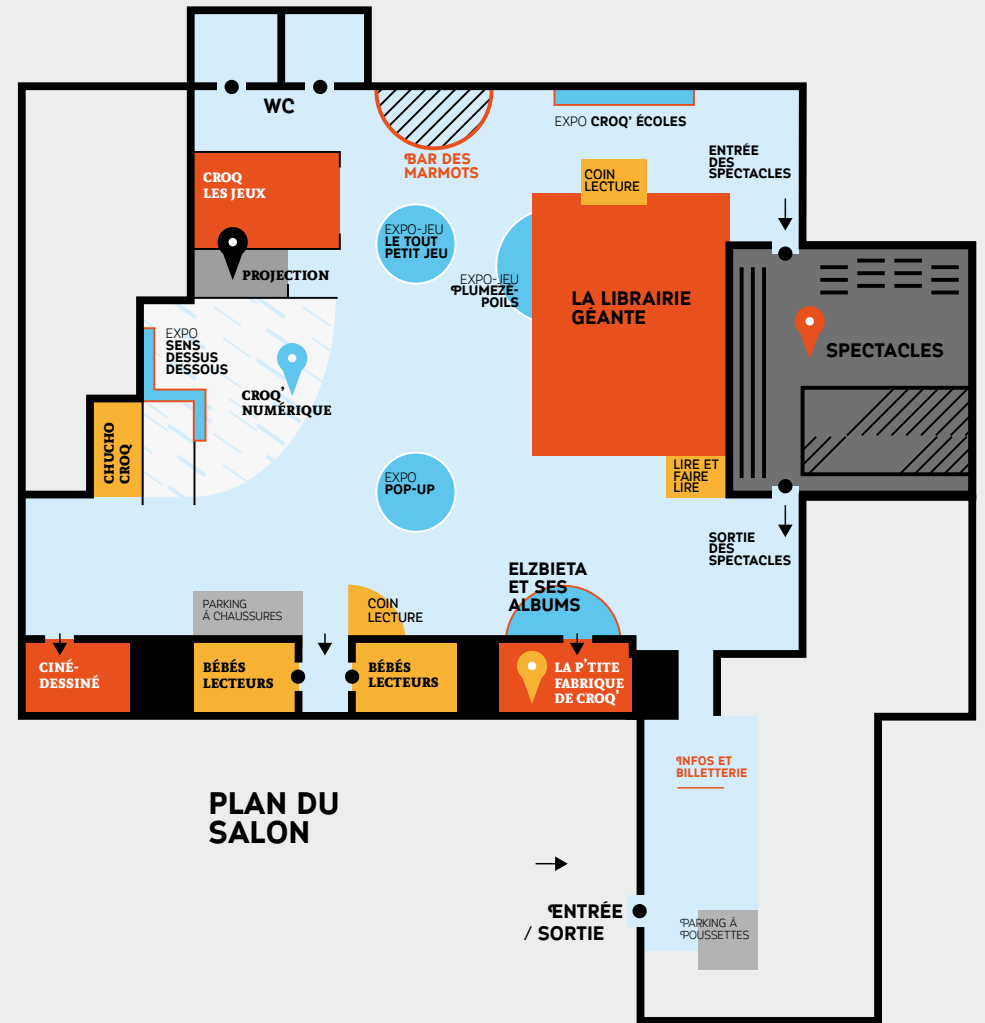 WC
BAR DES
MARMOTS
EXPO CROQ' ÉCOLES
ENTRÉE
DES
SPECTACLES
CROQ
LES JEUX
COIN
LECTURE
EXPO-JEU
LE TOUT
PETIT JEU
PROJECTION
EXPO-JEU
PLUMEZÉ-
POILS
LA LIBRAIRIE
GÉANTE
SPECTACLES
EXPO
SENS
DESSUS
DESSOUS
CROQ'
NUMÉRIQUE
CHUCHO
CROQ
EXPO
POP-UP
LIRE ET
FAIRE
LIRE
SORTIE
DES
SPECTACLES
ELZBIETA
ET SES
ALBUMS
PARKING
À CHAUSSURES
COIN
LECTURE
CINÉ-
DESSINÉ
BÉBÉS
LECTEURS
BÉBÉS
LECTEURS
LA P'TITE
FABRIQUE
DE CROQ'
INFOS ET
BILLETTERIE
PLAN DU
SALON
ENTRÉE
/ SORTIE
PARKING À
POUSSETTES